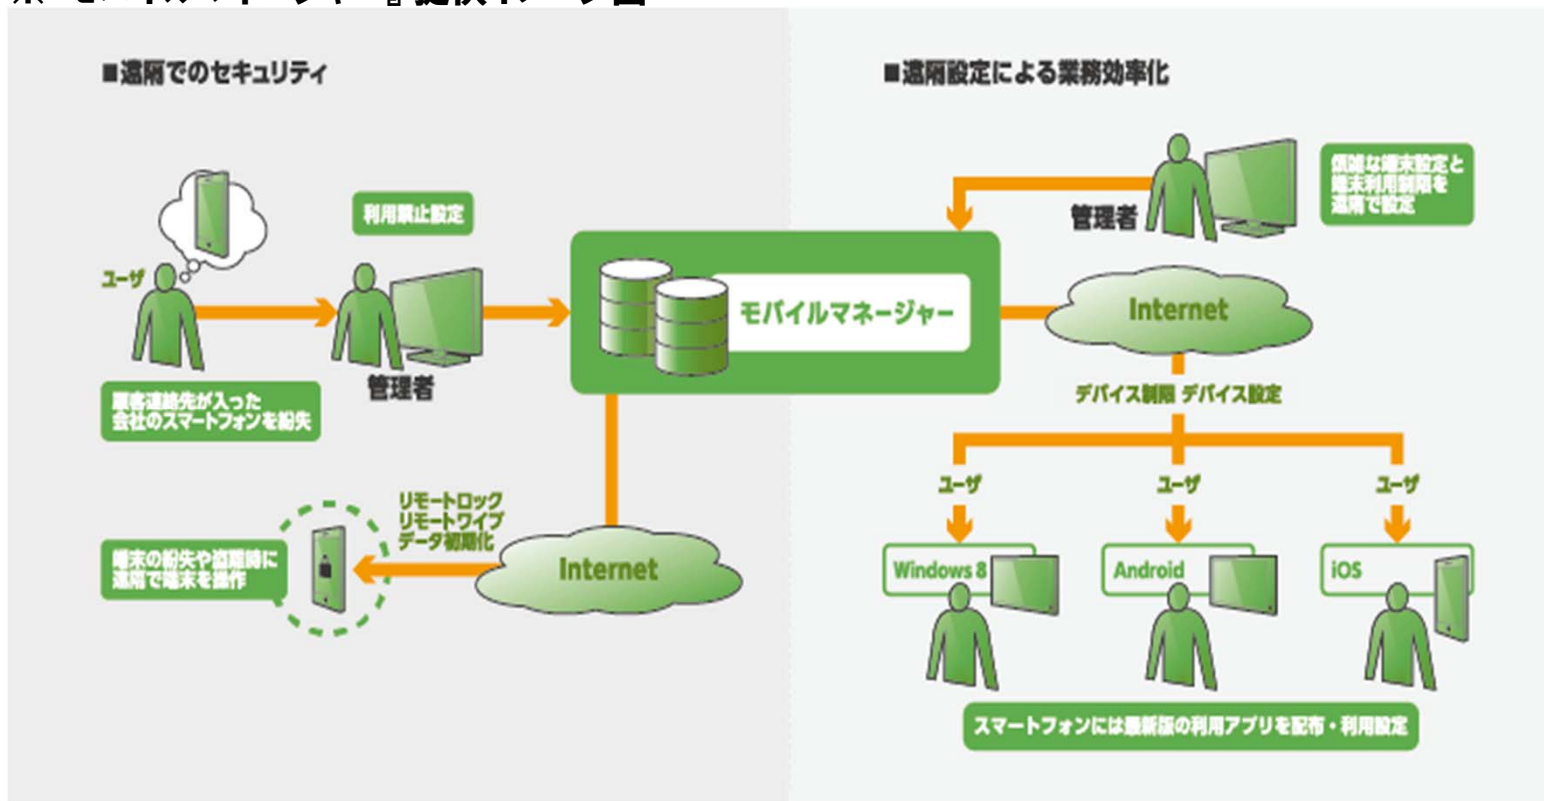 ■遠隔でのセキュリティ
利用禁止設定
ユーザ
管理者
顧客連絡先が入った
会社のスマートフォンを紛失
モバイルマネージャー
リモートロック
リモートワイプ
データ初期化
端末の紛失や盗難時に
遠隔で端末を操作
Internet
■遠隔設定による業務効率化
管理者
煩雑な端末設定と
端末利用制限を
遠隔で設定
Internet
デバイス制限 デバイス設定
ユーザ
ユーザ
ユーザ
Windows 8
Android
iOS
スマートフォンには最新版の利用アプリを配布・利用設定